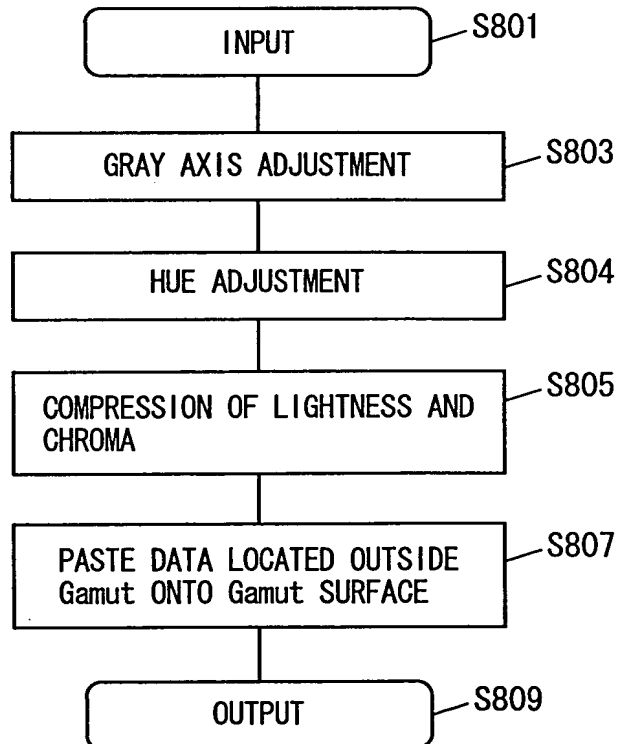 INPUT
S801
GRAY AXIS ADJUSTMENT
S803
HUE ADJUSTMENT
S804
COMPRESSION OF LIGHTNESS AND
CHROMA
S805
PASTE DATA LOCATED OUTSIDE
Gamut ONTO Gamut SURFACE
S807
OUTPUT
S809